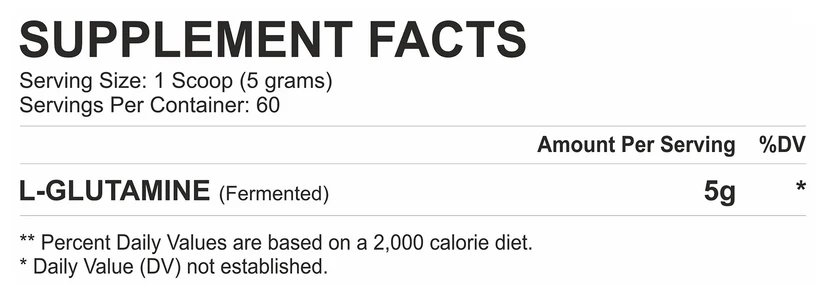 SUPPLEMENT FACTS
Serving Size: 1 Scoop (5 grams)
Servings Per Container: 60
Amount Per Serving %DV
L-GLUTAMINE (Fermented) 5g *
** Percent Daily Values are based on a 2,000 calorie diet.
* Daily Value (DV) not established.